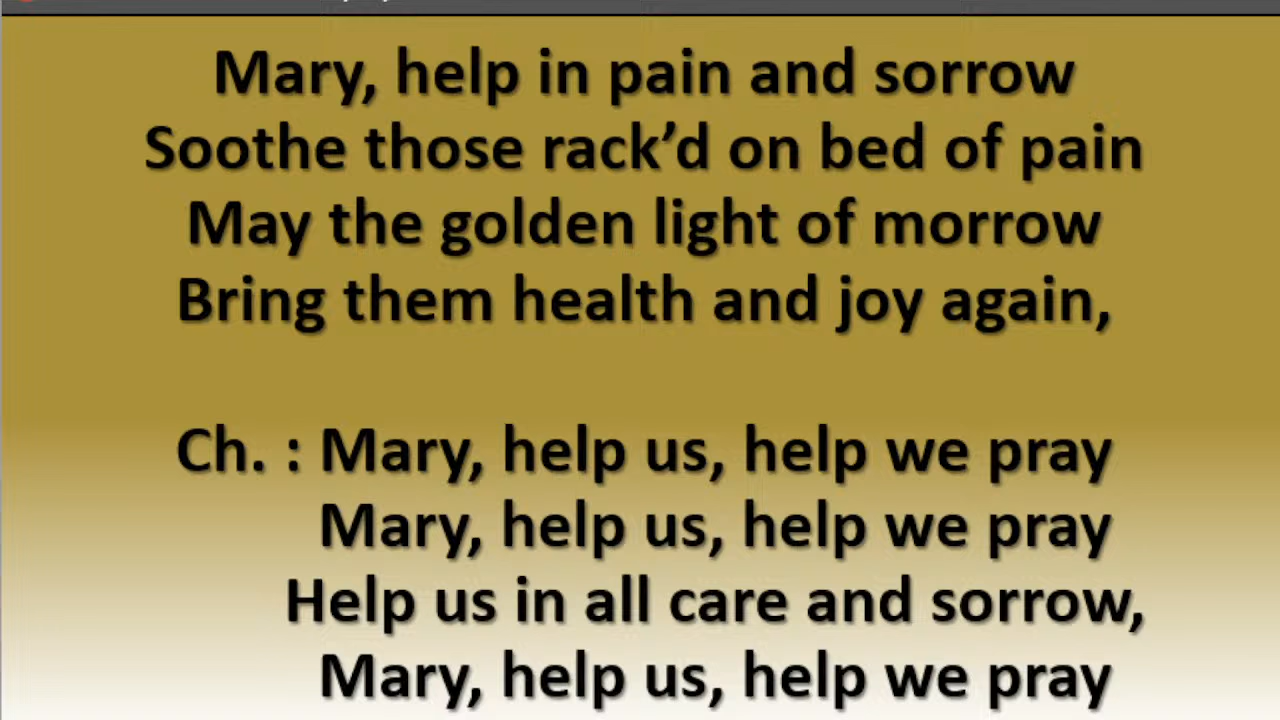 Mary, help in pain and sorrow
Soothe those rack’d on bed of pain
May the golden light of morrow
Bring them health and joy again,
Ch. : Mary, help us, help we pray
Mary, help us, help we pray
Help us in all care and sorrow,
Mary, help us, help we pray